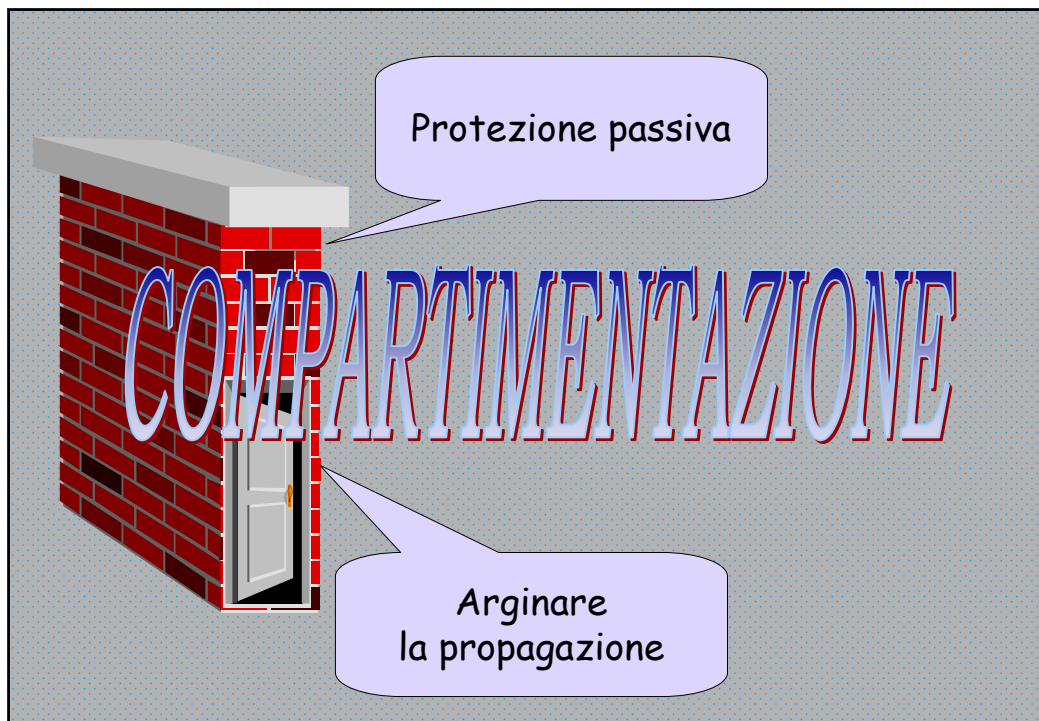 Protezione passiva
COMPARTIMENTAZIONE
Arginare
la propagazione